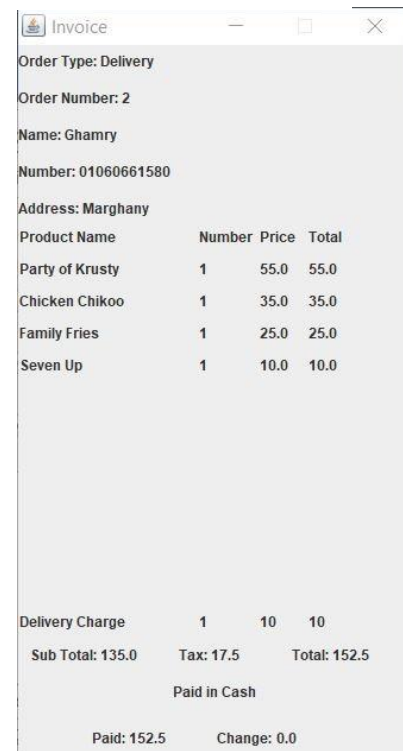 Invoice
Order Type: Delivery
Order Number: 2
Name: Ghamry
Number: 01060661580
Address: Marghany
Product Name Number Price Total
Party of Krusty 1 55.0 55.0
Chicken Chikoo 1 35.0 35.0
Family Fries 1 25.0 25.0
Seven Up 1 10.0 10.0
Delivery Charge 1 10 10
Sub Total: 135.0 Tax: 17.5 Total: 152.5
Paid in Cash
Paid: 152.5 Change: 0.0